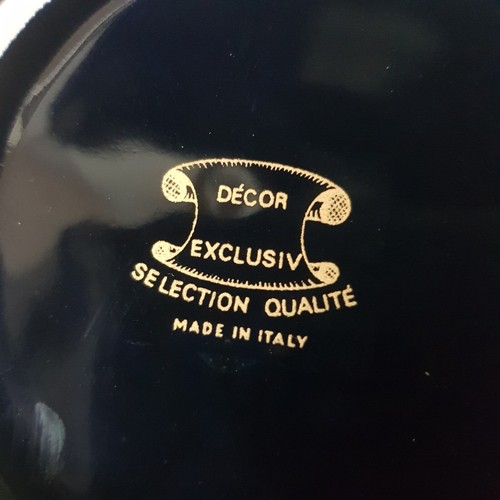 DÉCOR
EXCLUSIV
SELECTION QUALITÉ
MADE IN ITALY